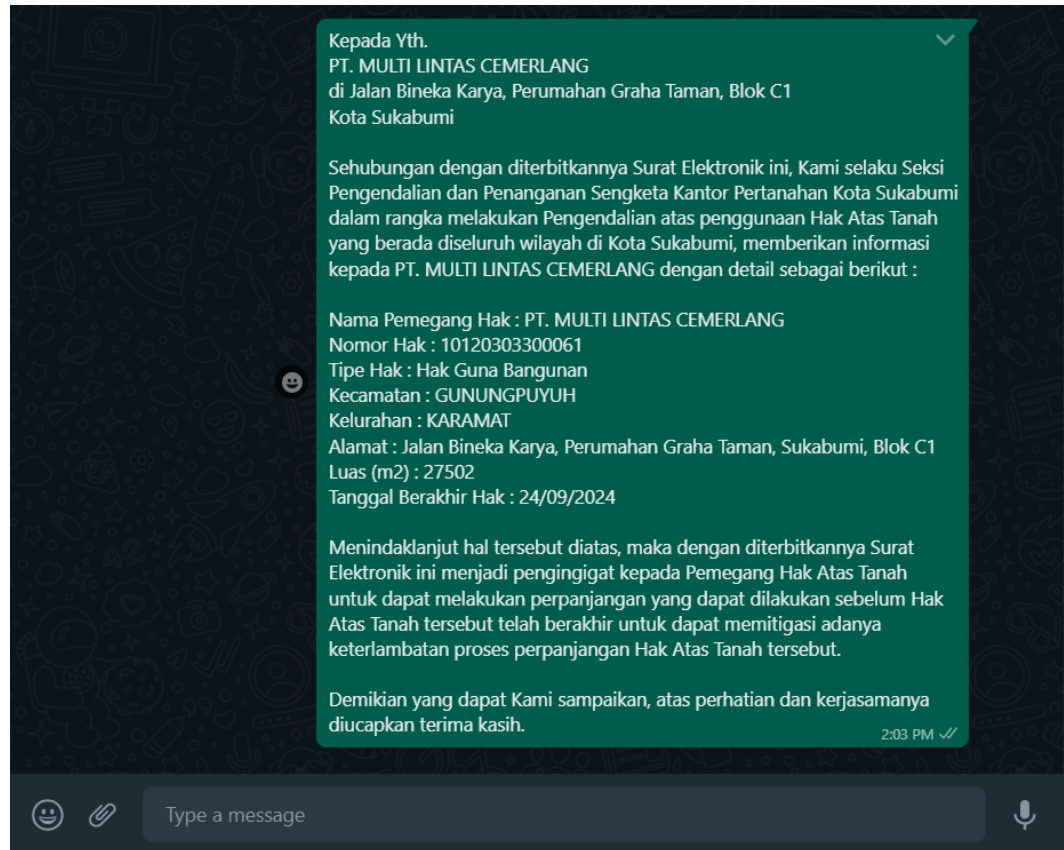 Kepada Yth.
PT. MULTI LINTAS CEMERLANG
di Jalan Bineka Karya, Perumahan Graha Taman, Blok C1
Kota Sukabumi
Sehubungan dengan diterbitkannya Surat Elektronik ini, Kami selaku Seksi
Pengendalian dan Penanganan Sengketa Kantor Pertanahan Kota Sukabumi
dalam rangka melakukan Pengendalian atas penggunaan Hak Atas Tanah
yang berada diseluruh wilayah di Kota Sukabumi, memberikan informasi
kepada PT. MULTI LINTAS CEMERLANG dengan detail sebagai berikut :
Nama Pemegang Hak : PT. MULTI LINTAS CEMERLANG
Nomor Hak : 10120303300061
Tipe Hak : Hak Guna Bangunan
Kecamatan : GUNUNGPUYUH
Kelurahan : KARAMAT
Alamat : Jalan Bineka Karya, Perumahan Graha Taman, Sukabumi, Blok C1
Luas (m2) : 27502
Tanggal Berakhir Hak : 24/09/2024
Menindaklanjut hal tersebut diatas, maka dengan diterbitkannya Surat
Elektronik ini menjadi pengingigat kepada Pemegang Hak Atas Tanah
untuk dapat melakukan perpanjangan yang dapat dilakukan sebelum Hak
Atas Tanah tersebut telah berakhir untuk dapat memitigasi adanya
keterlambatan proses perpanjangan Hak Atas Tanah tersebut.
Demikian yang dapat Kami sampaikan, atas perhatian dan kerjasamanya
diucapkan terima kasih.
2:03 PM
Type a message